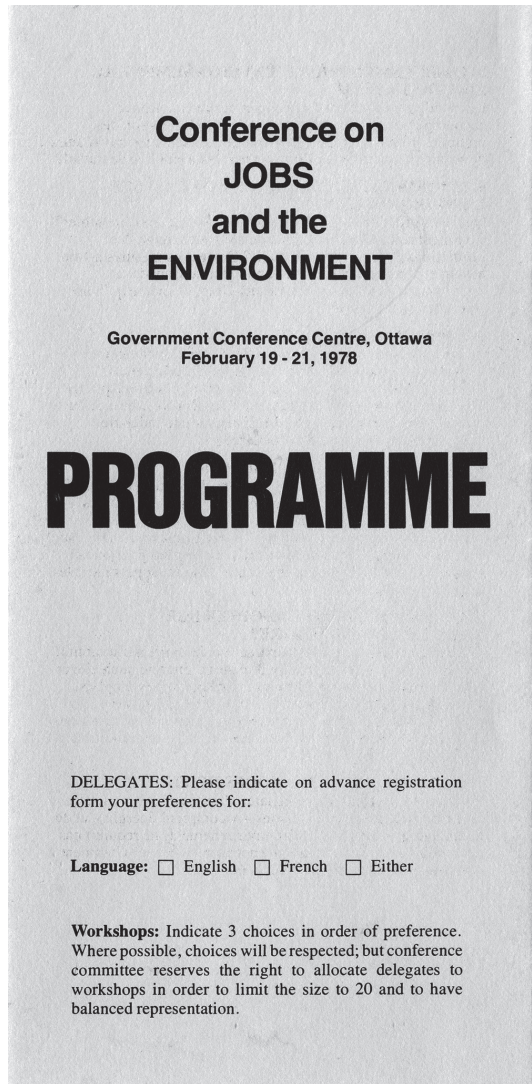 Conference on
JOBS
and the
ENVIRONMENT
Government Conference Centre, Ottawa
February 19 - 21, 1978
PROGRAMME
DELEGATES: Please indicate on advance registration
form your preferences for:
Language: ☐ English ☐ French ☐ Either
Workshops: Indicate 3 choices in order of preference.
Where possible, choices will be respected; but conference
committee reserves the right to allocate delegates to
workshops in order to limit the size to 20 and to have
balanced representation.